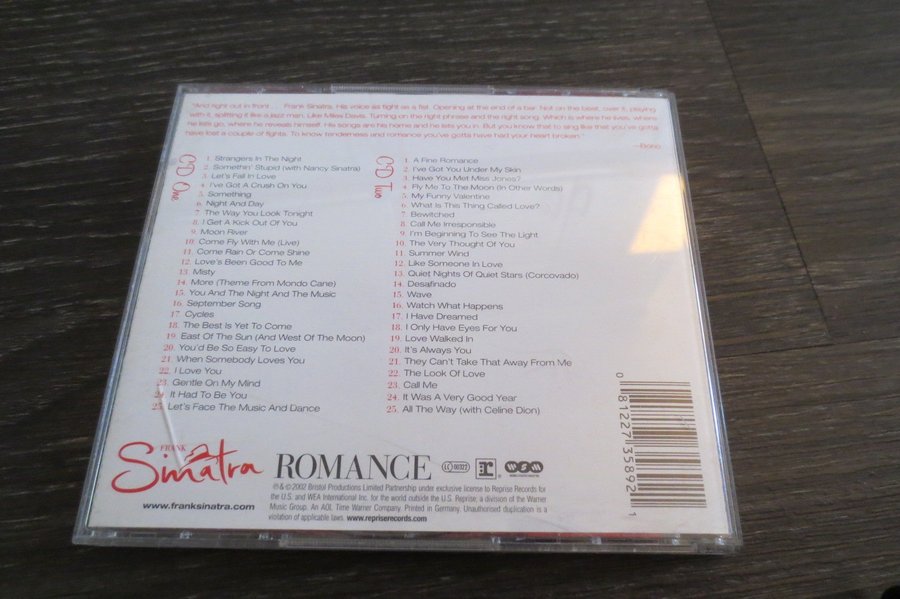 "And right out in front . . . Frank Sinatra. His voice as tight as a fist. Opening at the end of a bar. Not on the beat, over it, playing
with it, splitting it like a jazz man. Like Miles Davis. Turning on the right phrase and the right song. Which is where he lives, where
he lets go, where he reveals himself. His songs are his home and he lets you in. But you know that to sing like that you've gotta
have lost a couple of fights. To know tenderness and romance you've gotta have had your heart broken."
—Bono
CD One
1. Strangers In The Night
2. Somethin' Stupid (with Nancy Sinatra)
3. Let's Fall In Love
4. I've Got A Crush On You
5. Something
6. Night And Day
7. The Way You Look Tonight
8. I Get A Kick Out Of You
9. Moon River
10. Come Fly With Me (Live)
11. Come Rain Or Come Shine
12. Love's Been Good To Me
13. Misty
14. More (Theme From Mondo Cane)
15. You And The Night And The Music
16. September Song
17. Cycles
18. The Best Is Yet To Come
19. East Of The Sun (And West Of The Moon)
20. You'd Be So Easy To Love
21. When Somebody Loves You
22. I Love You
23. Gentle On My Mind
24. It Had To Be You
25. Let's Face The Music And Dance
CD Two
1. A Fine Romance
2. I've Got You Under My Skin
3. Have You Met Miss Jones?
4. Fly Me To The Moon (In Other Words)
5. My Funny Valentine
6. What Is This Thing Called Love?
7. Bewitched
8. Call Me Irresponsible
9. I'm Beginning To See The Light
10. The Very Thought Of You
11. Summer Wind
12. Like Someone In Love
13. Quiet Nights Of Quiet Stars (Corcovado)
14. Desafinado
15. Wave
16. Watch What Happens
17. I Have Dreamed
18. I Only Have Eyes For You
19. Love Walked In
20. It's Always You
21. They Can't Take That Away From Me
22. The Look Of Love
23. Call Me
24. It Was A Very Good Year
25. All The Way (with Celine Dion)
0 81227 35892 1
FRANK
Sinatra
ROMANCE
LC 00322
r
wsm
www.franksinatra.com
℗ & © 2002 Bristol Productions Limited Partnership under exclusive license to Reprise Records for
the U.S. and WEA International Inc. for the world outside the U.S. Reprise, a division of the Warner
Music Group. An AOL Time Warner Company. Printed in Germany. Unauthorised duplication is a
violation of applicable laws. www.repriserecords.com